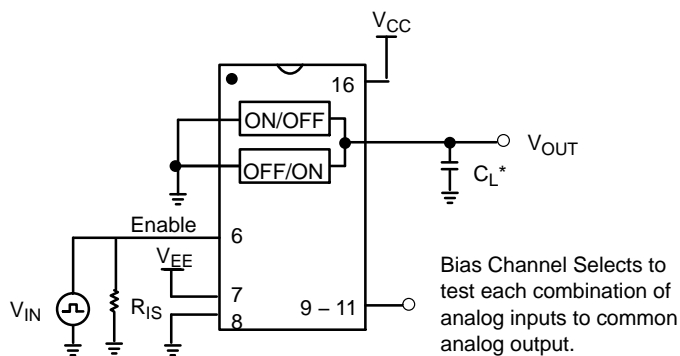 VCC
16
ON/OFF
OFF/ON
VOUT
CL*
Enable
6
VEE
7
VIN
RIS
8
9 – 11
Bias Channel Selects to
test each combination of
analog inputs to common
analog output.